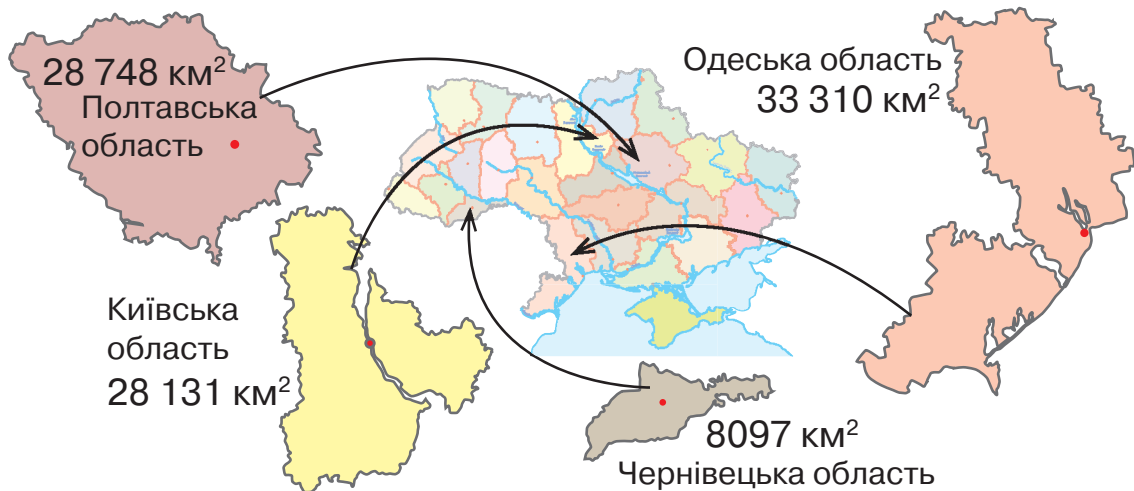 28 748 км²
Полтавська
область
Одеська область
33 310 км²
Київська
область
28 131 км²
8097 км²
Чернівецька область